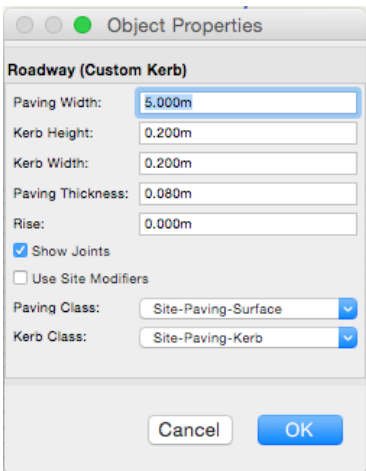 Object Properties
Roadway (Custom Kerb)
Paving Width: 5.000m
Kerb Height: 0.200m
Kerb Width: 0.200m
Paving Thickness: 0.080m
Rise: 0.000m
Show Joints
Use Site Modifiers
Paving Class: Site-Paving-Surface
Kerb Class: Site-Paving-Kerb
Cancel OK